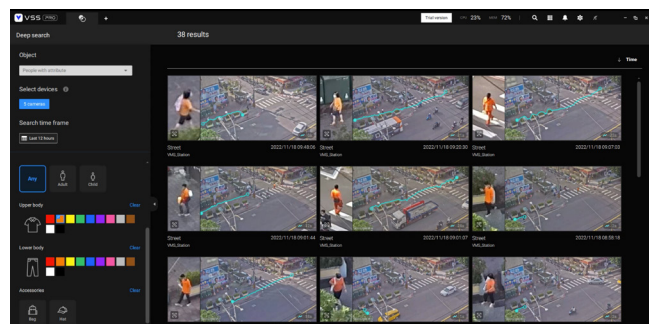 VSS PRO
+
Trial version
CPU 23%
MEM 72%
Deep search
38 results
Object
People with attribute
Time
Select devices
5 cameras
Search time frame
Last 12 hours
Any
Adult
Child
Upper body
Clear
Lower body
Clear
Accessories
Clear
Bag
Hat
Street 2022/11/18 09:48:06
VMS_Station
Street 2022/11/18 09:20:30
VMS_Station
Street 2022/11/18 09:07:03
VMS_Station
Street 2022/11/18 09:01:44
VMS_Station
Street 2022/11/18 09:01:07
VMS_Station
Street 2022/11/18 08:58:18
VMS_Station